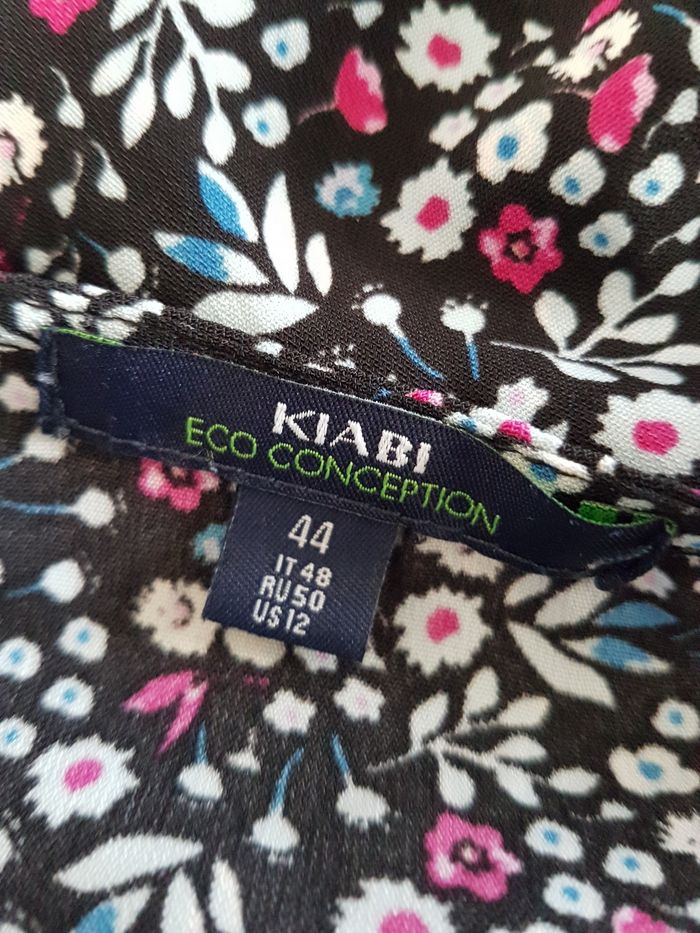 KIABI
ECO CONCEPTION
44
IT 48
RU 50
US 12